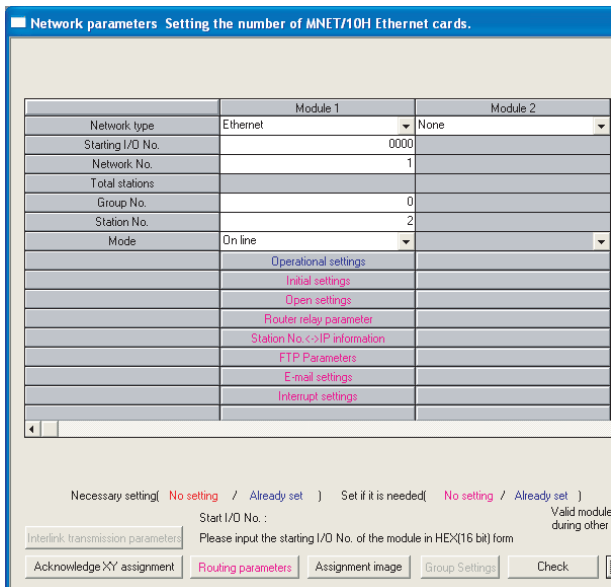 Network parameters Setting the number of MNET/10H Ethernet cards.
Module 1 Module 2
Network type Ethernet None
Starting I/O No. 0000
Network No. 1
Total stations
Group No. 0
Station No. 2
Mode On line
Operational settings
Initial settings
Open settings
Router relay parameter
Station No.<->IP information
FTP Parameters
E-mail settings
Interrupt settings
Necessary setting( No setting / Already set ) Set if it is needed( No setting / Already set )
Start I/O No. : Valid module
during other
Interlink transmission parameters Please input the starting I/O No. of the module in HEX(16 bit) form
Acknowledge XY assignment Routing parameters Assignment image Group Settings Check